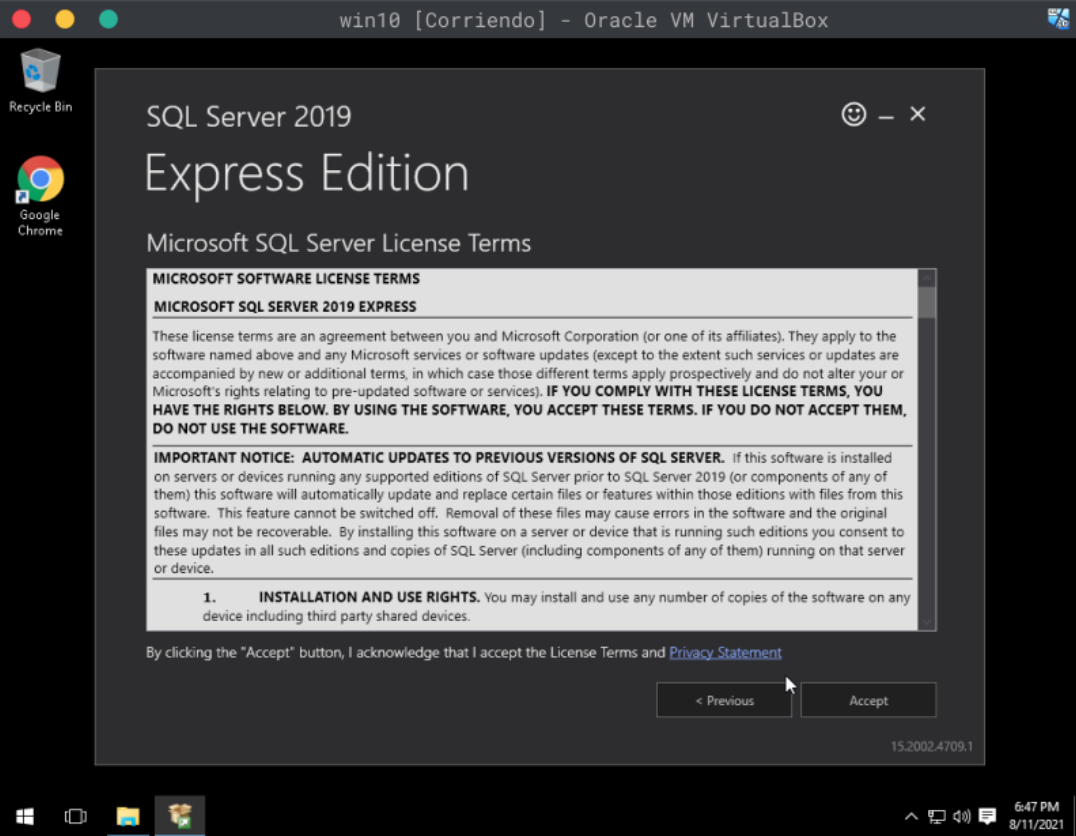 win10 [Corriendo] - Oracle VM VirtualBox
Recycle Bin
Google
Chrome
SQL Server 2019
Express Edition
Microsoft SQL Server License Terms
MICROSOFT SOFTWARE LICENSE TERMS
MICROSOFT SQL SERVER 2019 EXPRESS
These license terms are an agreement between you and Microsoft Corporation (or one of its affiliates). They apply to the
software named above and any Microsoft services or software updates (except to the extent such services or updates are
accompanied by new or additional terms, in which case those different terms apply prospectively and do not alter your or
Microsoft's rights relating to pre-updated software or services). IF YOU COMPLY WITH THESE LICENSE TERMS, YOU
HAVE THE RIGHTS BELOW. BY USING THE SOFTWARE, YOU ACCEPT THESE TERMS. IF YOU DO NOT ACCEPT THEM,
DO NOT USE THE SOFTWARE.
IMPORTANT NOTICE: AUTOMATIC UPDATES TO PREVIOUS VERSIONS OF SQL SERVER. If this software is installed
on servers or devices running any supported editions of SQL Server prior to SQL Server 2019 (or components of any of
them) this software will automatically update and replace certain files or features within those editions with files from this
software. This feature cannot be switched off. Removal of these files may cause errors in the software and the original
files may not be recoverable. By installing this software on a server or device that is running such editions you consent to
these updates in all such editions and copies of SQL Server (including components of any of them) running on that server
or device.
1. INSTALLATION AND USE RIGHTS. You may install and use any number of copies of the software on any
device including third party shared devices.
By clicking the "Accept" button, I acknowledge that I accept the License Terms and Privacy Statement
< Previous
Accept
15.2002.4709.1
6:47 PM
8/11/2021